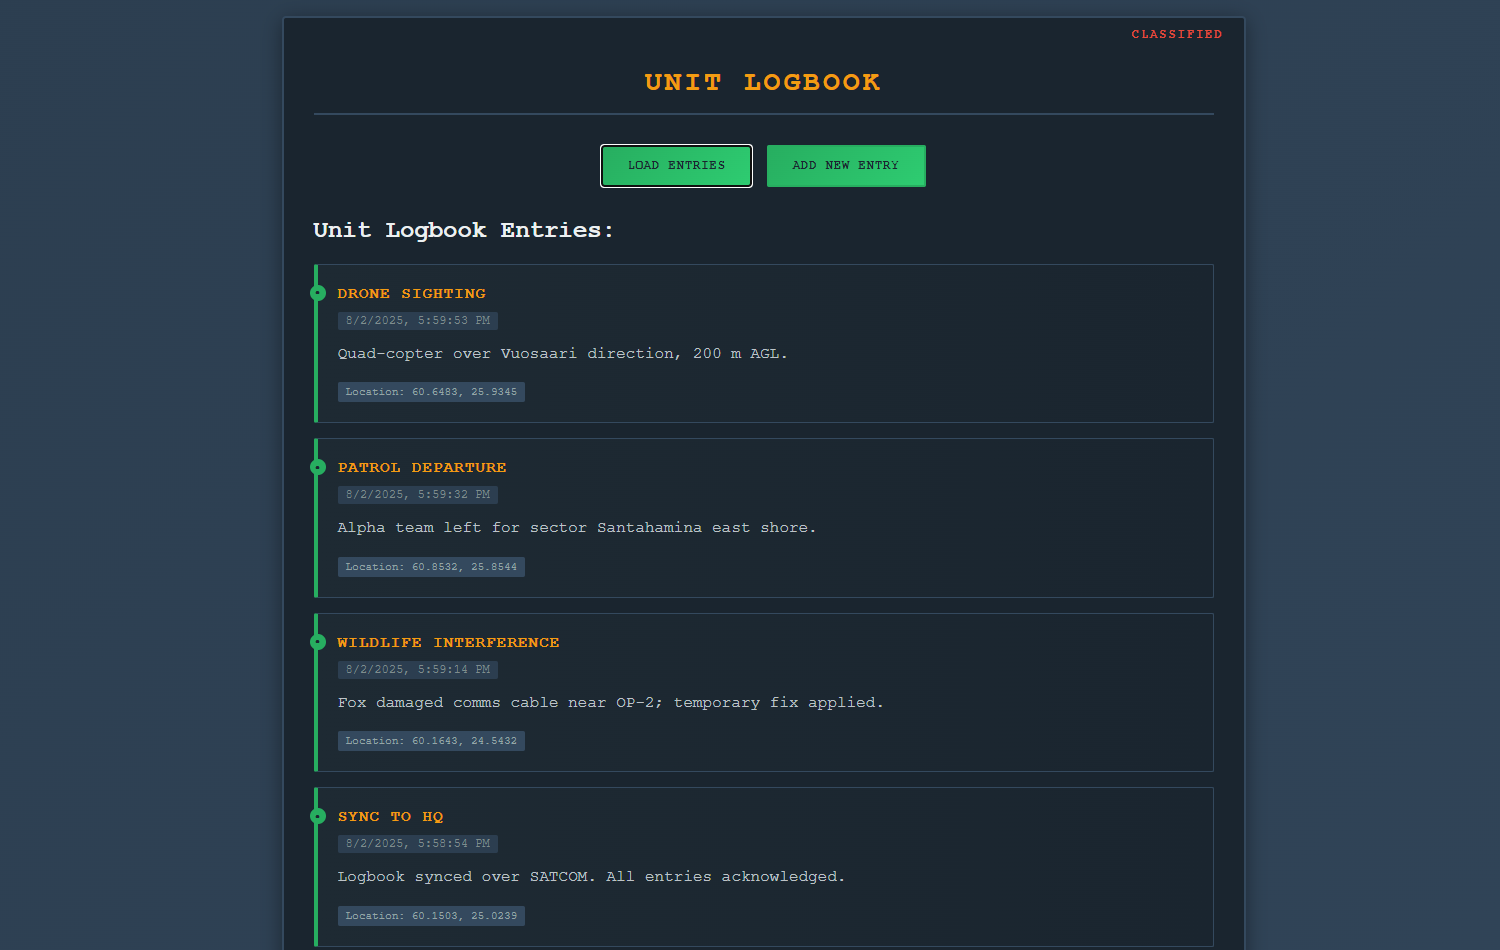 CLASSIFIED
UNIT LOGBOOK
LOAD ENTRIES
ADD NEW ENTRY
Unit Logbook Entries:
DRONE SIGHTING
8/2/2025, 5:59:53 PM
Quad-copter over Vuosaari direction, 200 m AGL.
Location: 60.6483, 25.9345
PATROL DEPARTURE
8/2/2025, 5:59:32 PM
Alpha team left for sector Santahamina east shore.
Location: 60.8532, 25.8544
WILDLIFE INTERFERENCE
8/2/2025, 5:59:14 PM
Fox damaged comms cable near OP-2; temporary fix applied.
Location: 60.1643, 24.5432
SYNC TO HQ
8/2/2025, 5:58:54 PM
Logbook synced over SATCOM. All entries acknowledged.
Location: 60.1503, 25.0239